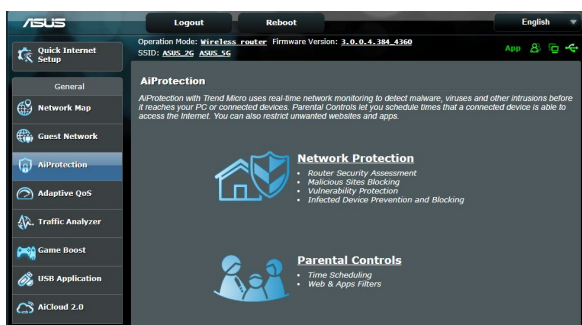 ASUS
Logout
Reboot
English
Quick Internet
Setup
Operation Mode: Wireless router Firmware Version: 3.0.0.4.384_4360
SSID: ASUS_2G ASUS_5G
App
General
Network Map
Guest Network
AiProtection
Adaptive QoS
Traffic Analyzer
Game Boost
USB Application
AiCloud 2.0
AiProtection
AiProtection with Trend Micro uses real-time network monitoring to detect malware, viruses and other intrusions before
it reaches your PC or connected devices. Parental Controls let you schedule times that a connected device is able to
access the Internet. You can also restrict unwanted websites and apps.
Network Protection
• Router Security Assessment
• Malicious Sites Blocking
• Vulnerability Protection
• Infected Device Prevention and Blocking
Parental Controls
• Time Scheduling
• Web & Apps Filters